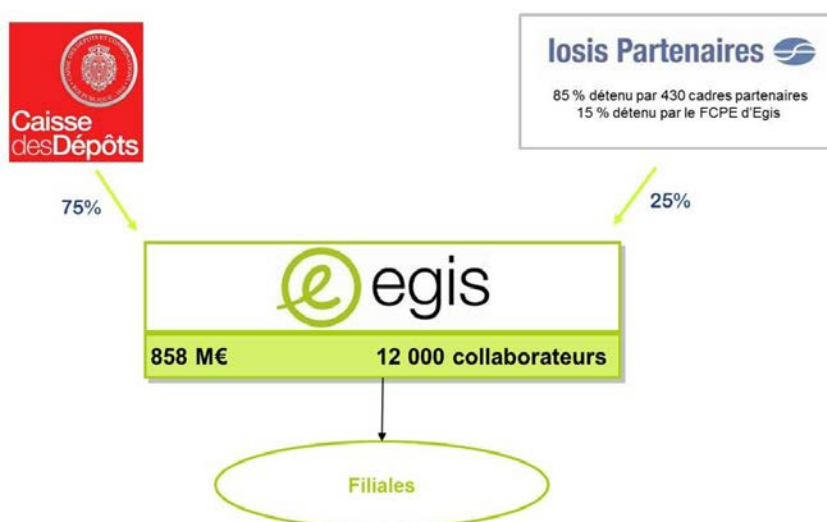 Caisse
desDépôts
Iosis Partenaires
85 % détenu par 430 cadres partenaires
15 % détenu par le FCPE d'Egis
75%
25%
e egis
858 M€ 12 000 collaborateurs
Filiales